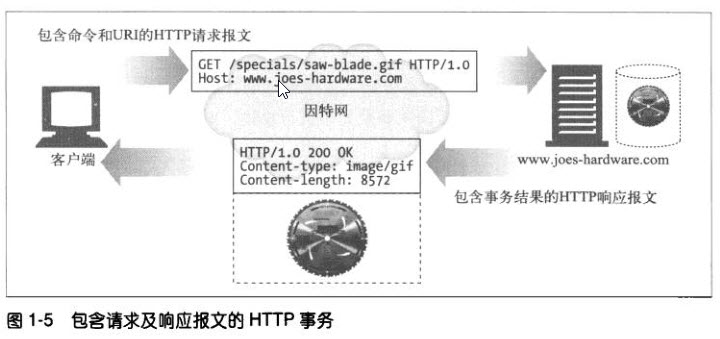 包含命令和URI的HTTP请求报文
GET /specials/saw-blade.gif HTTP/1.0
Host: www.joes-hardware.com
因特网
客户端
HTTP/1.0 200 OK
Content-type: image/gif
Content-length: 8572
www.joes-hardware.com
包含事务结果的HTTP响应报文
图 1-5 包含请求及响应报文的 HTTP 事务